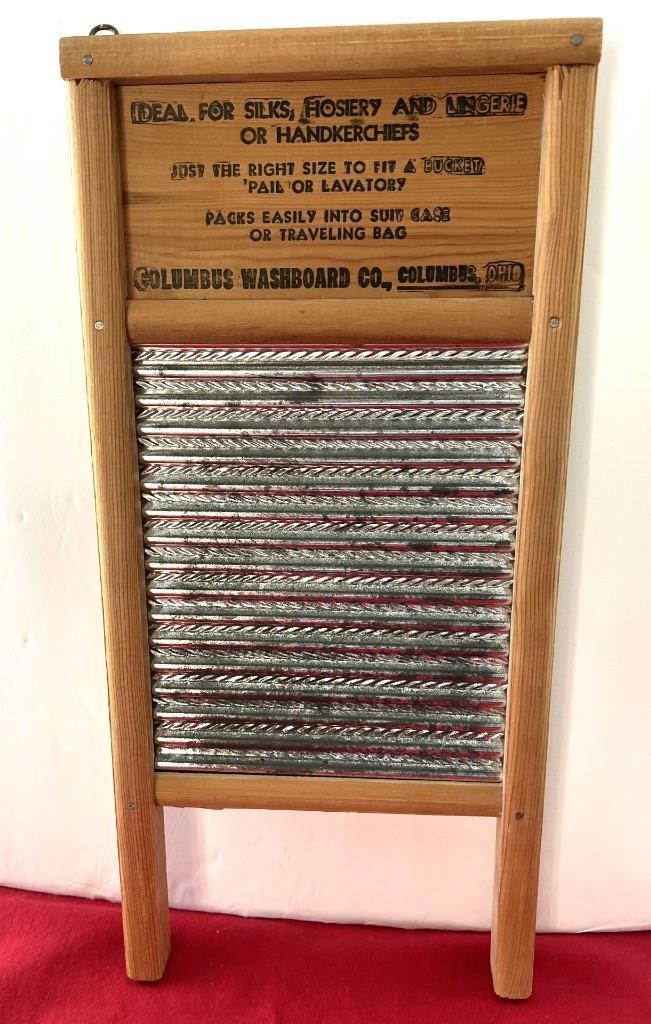 IDEAL FOR SILKS, HOSIERY AND LINGERIE
OR HANDKERCHIEFS
JUST THE RIGHT SIZE TO FIT A BUCKET
PAIL OR LAVATORY
PACKS EASILY INTO SUIT CASE
OR TRAVELING BAG
COLUMBUS WASHBOARD CO., COLUMBUS, OHIO